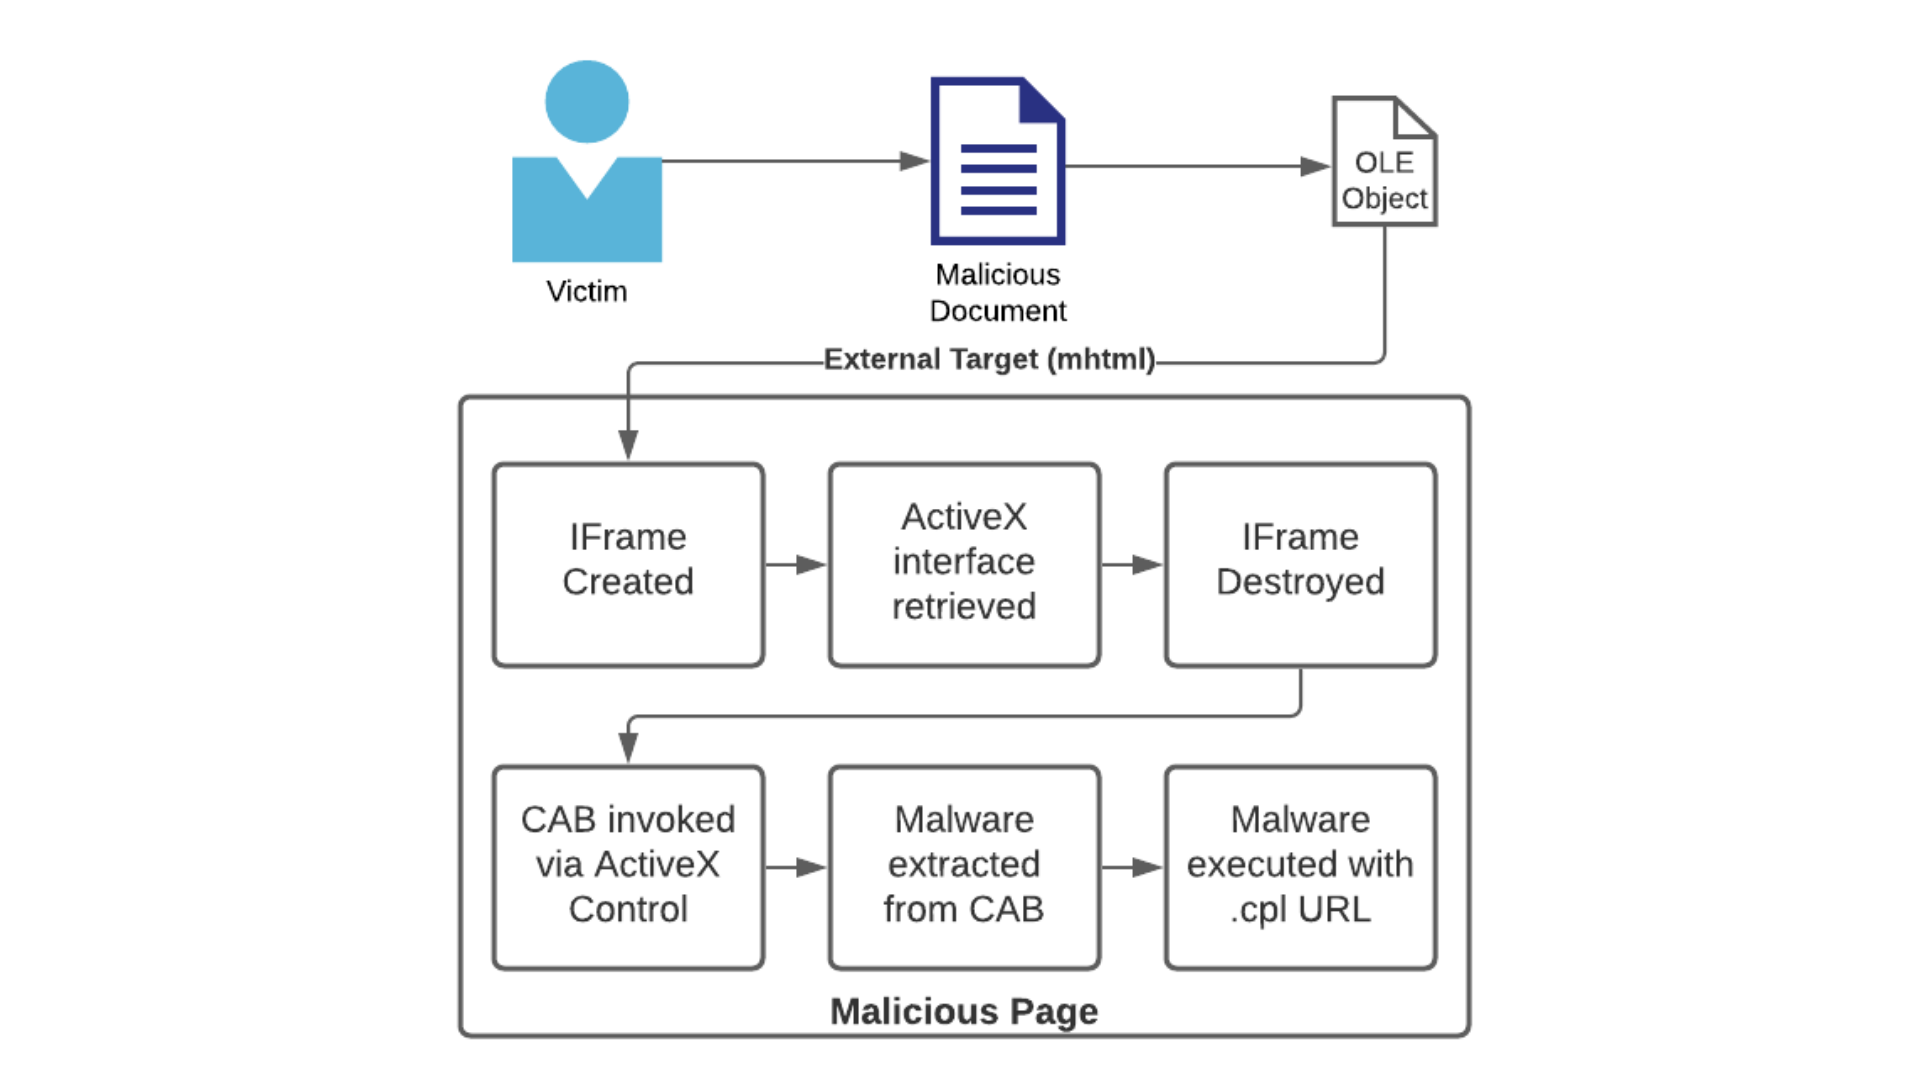 OLE
Object
Victim
Malicious
Document
External Target (mhtml)
IFrame
Created
ActiveX
interface
retrieved
IFrame
Destroyed
CAB invoked
via ActiveX
Control
Malware
extracted
from CAB
Malware
executed with
.cpl URL
Malicious Page